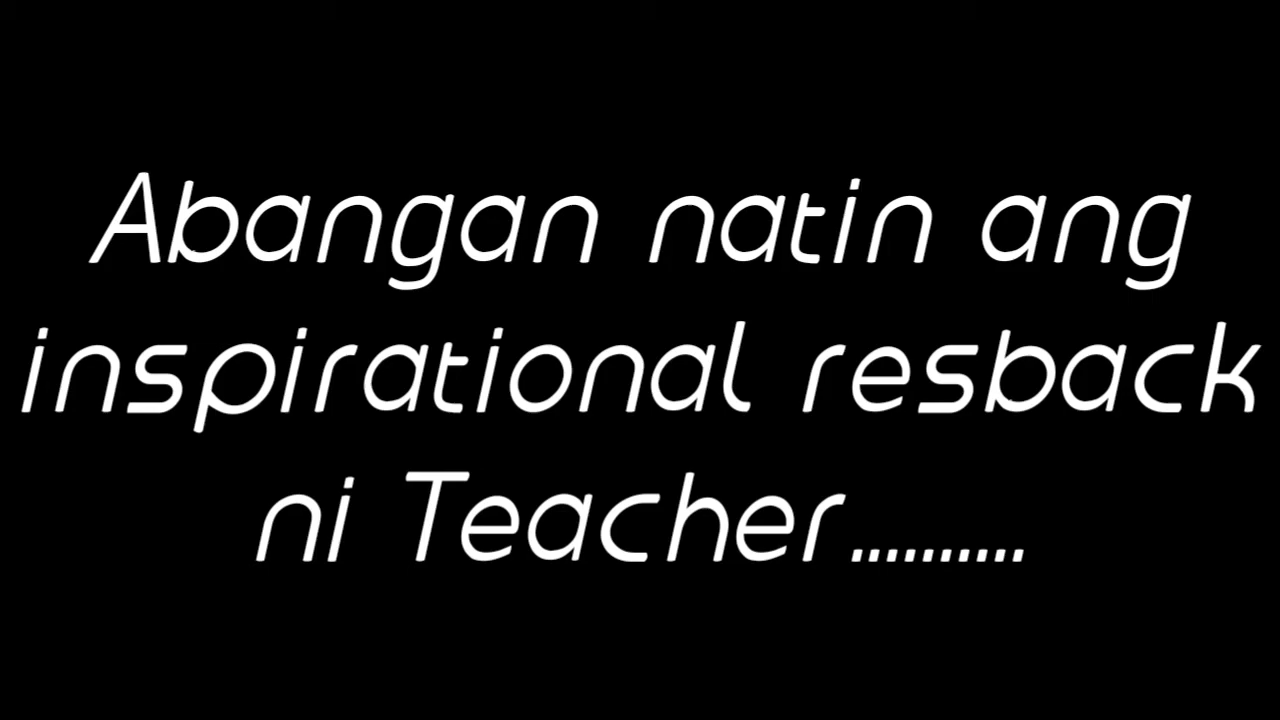 Abangan natin ang
inspirational resback
ni Teacher..........